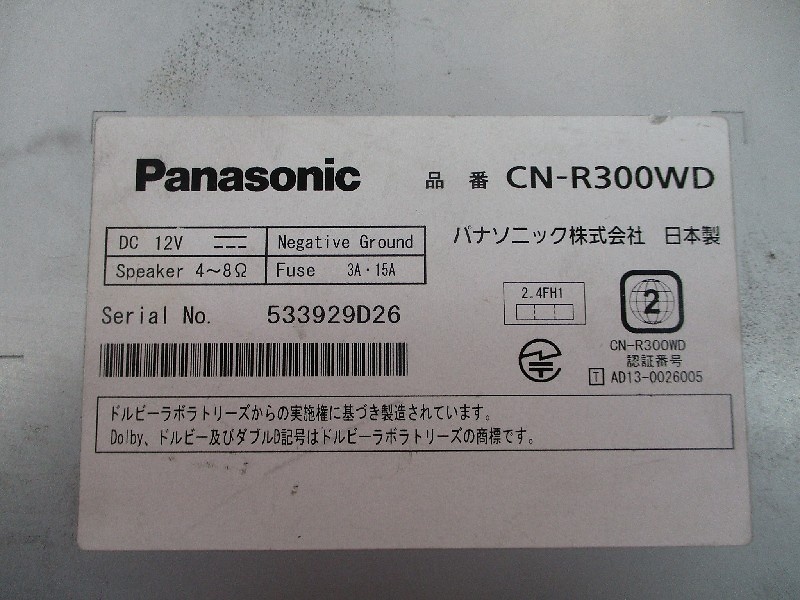 Panasonic 品番 CN-R300WD
パナソニック株式会社 日本製
DC 12V Negative Ground
Speaker 4～8Ω Fuse 3A・15A
Serial No. 533929D26
2.4FH1
2
CN-R300WD
認証番号
T AD13-0026005
ドルビーラボラトリーズからの実施権に基づき製造されています。
Dolby、ドルビー及びダブルD記号はドルビーラボラトリーズの商標です。